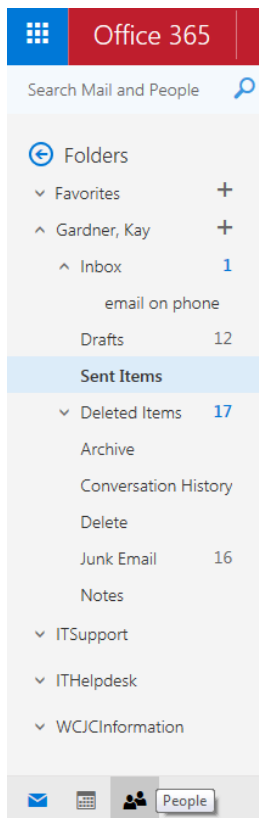 Office 365
Search Mail and People
Folders
Favorites +
Gardner, Kay +
Inbox 1
email on phone
Drafts 12
Sent Items
Deleted Items 17
Archive
Conversation History
Delete
Junk Email 16
Notes
ITSupport
ITHelpdesk
WCJCInformation
People